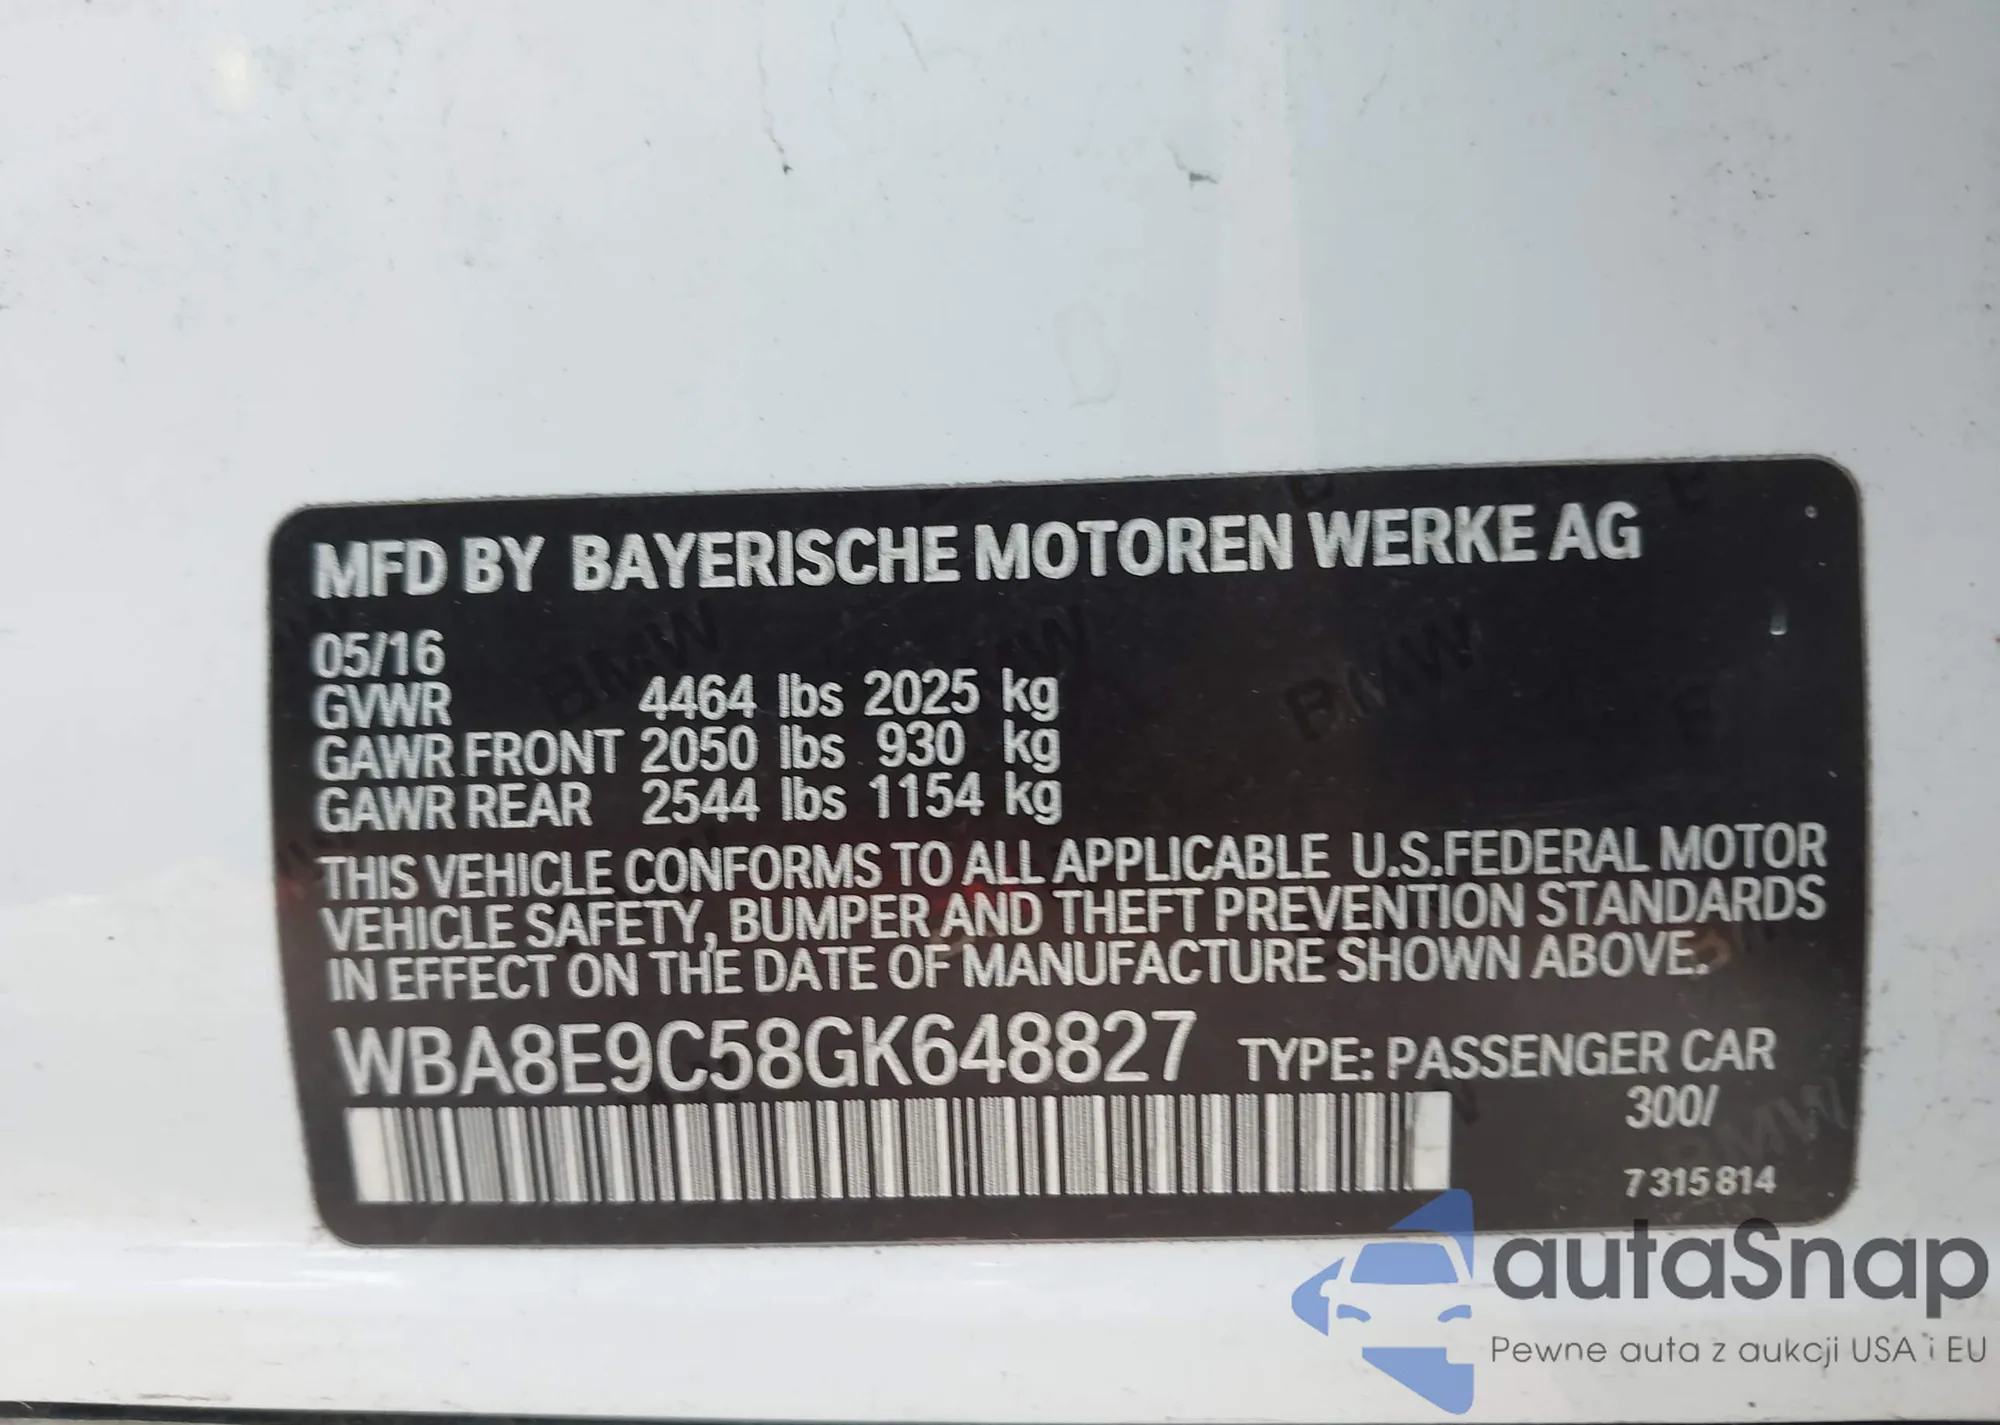 MFD BY BAYERISCHE MOTOREN WERKE AG
05/16
GVWR 4464 lbs 2025 kg
GAWR FRONT 2050 lbs 930 kg
GAWR REAR 2544 lbs 1154 kg
THIS VEHICLE CONFORMS TO ALL APPLICABLE U.S.FEDERAL MOTOR
VEHICLE SAFETY, BUMPER AND THEFT PREVENTION STANDARDS
IN EFFECT ON THE DATE OF MANUFACTURE SHOWN ABOVE.
WBA8E9C58GK648827 TYPE: PASSENGER CAR
300/
7 315 814
autaSnap
Pewne auta z aukcji USA i EU